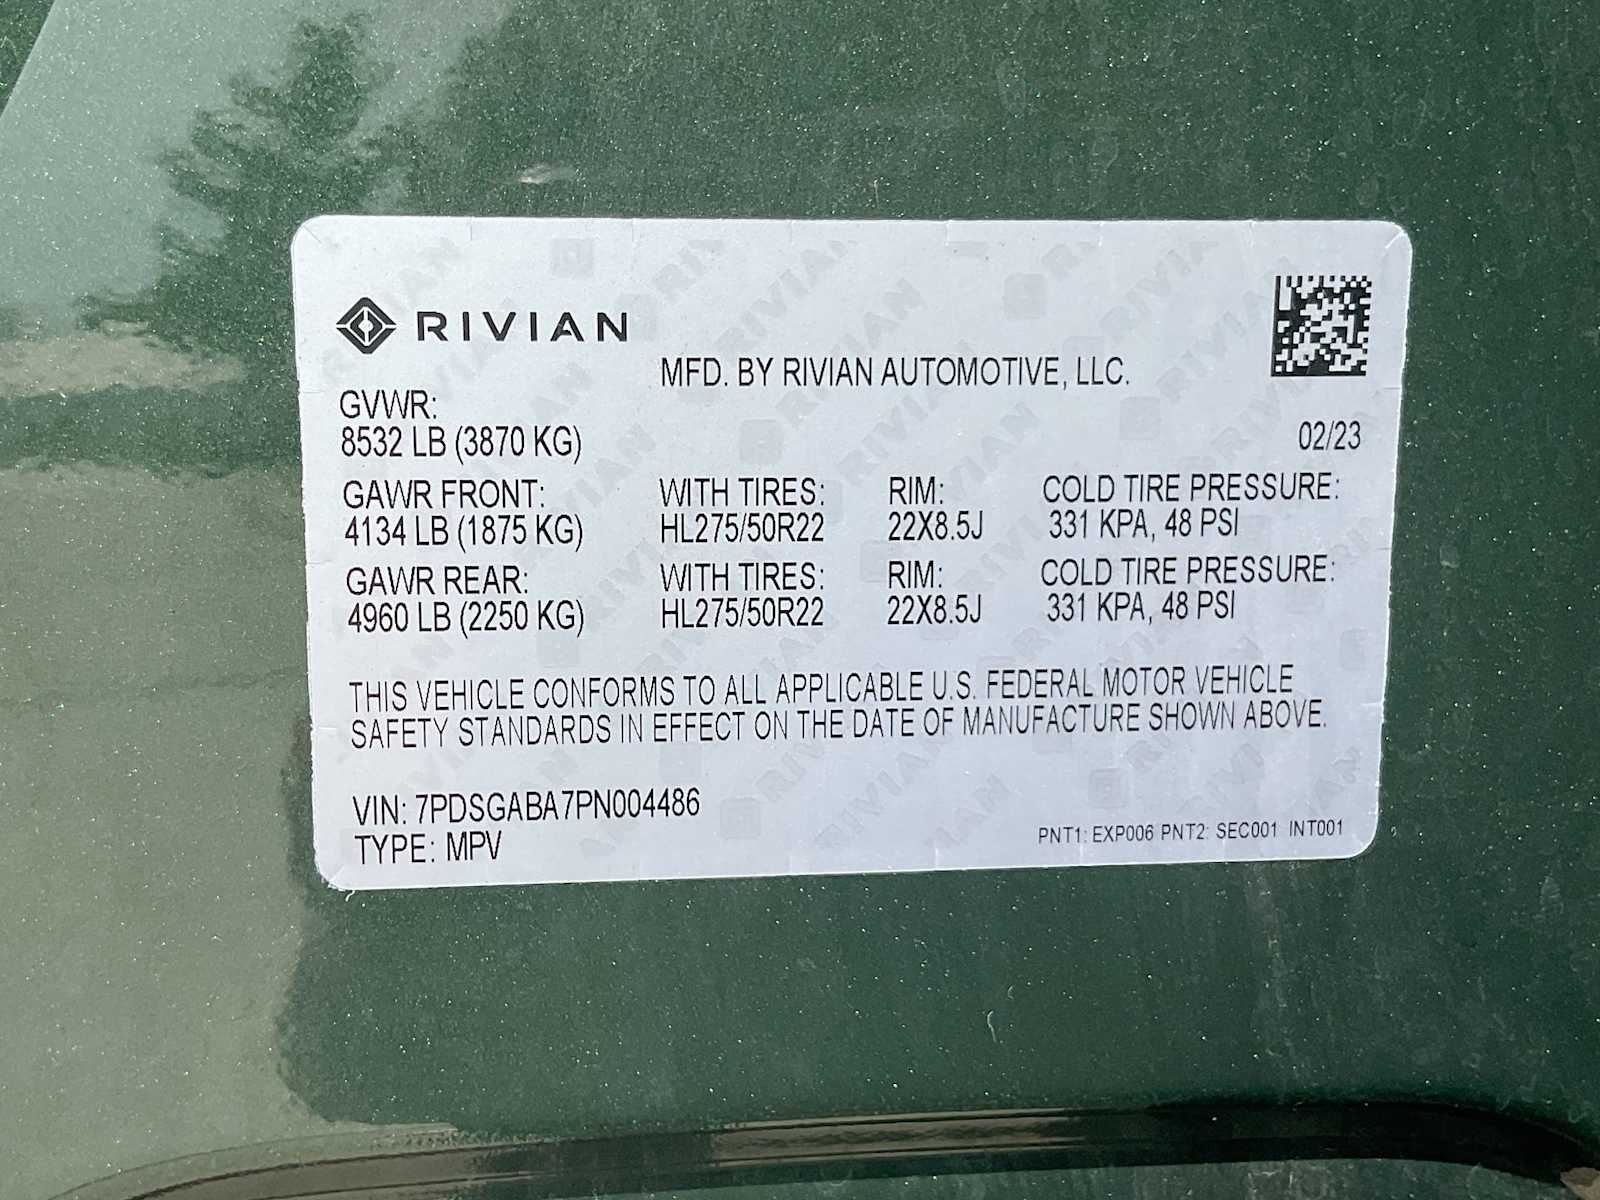 RIVIAN
MFD. BY RIVIAN AUTOMOTIVE, LLC.
GVWR:
8532 LB (3870 KG)
02/23
GAWR FRONT: WITH TIRES: RIM: COLD TIRE PRESSURE:
4134 LB (1875 KG) HL275/50R22 22X8.5J 331 KPA, 48 PSI
GAWR REAR: WITH TIRES: RIM: COLD TIRE PRESSURE:
4960 LB (2250 KG) HL275/50R22 22X8.5J 331 KPA, 48 PSI
THIS VEHICLE CONFORMS TO ALL APPLICABLE U.S. FEDERAL MOTOR VEHICLE
SAFETY STANDARDS IN EFFECT ON THE DATE OF MANUFACTURE SHOWN ABOVE.
VIN: 7PDSGABA7PN004486
TYPE: MPV
PNT1: EXP006 PNT2: SEC001 INT001